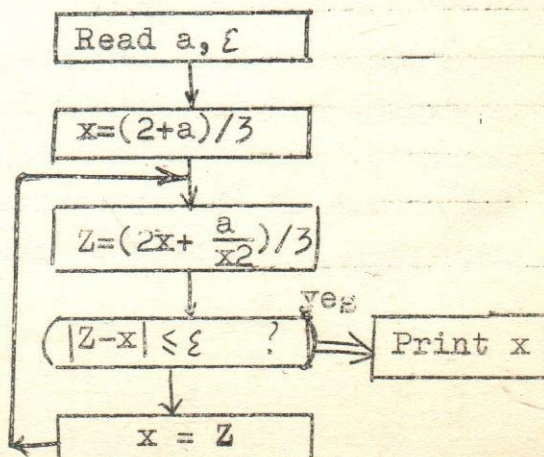 Read a, ε
x=(2+a)/3
Z=(2x+ a/x2)/3
yes
|Z-x| ≤ ε ?
Print x
x = Z